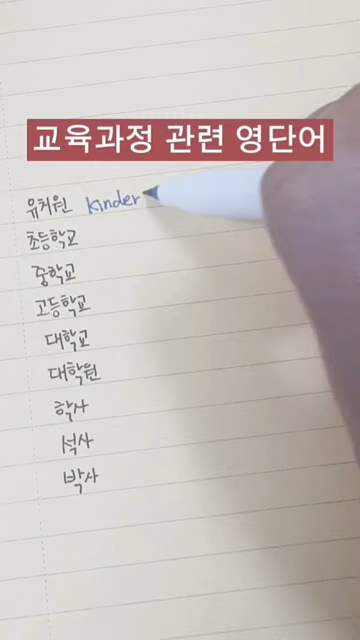 교육과정 관련 영단어
유치원 Kinder
초등학교
중학교
고등학교
대학교
대학원
학사
석사
박사